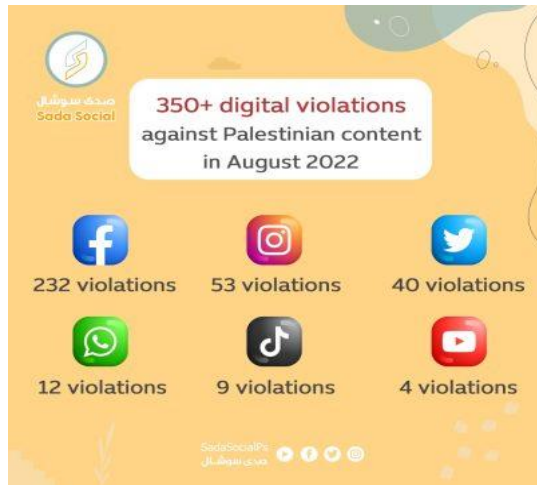 صدى سوشال
Sada Social
350+ digital violations
against Palestinian content
in August 2022
232 violations
53 violations
40 violations
12 violations
9 violations
4 violations
SadaSocialPs
صدى سوشال